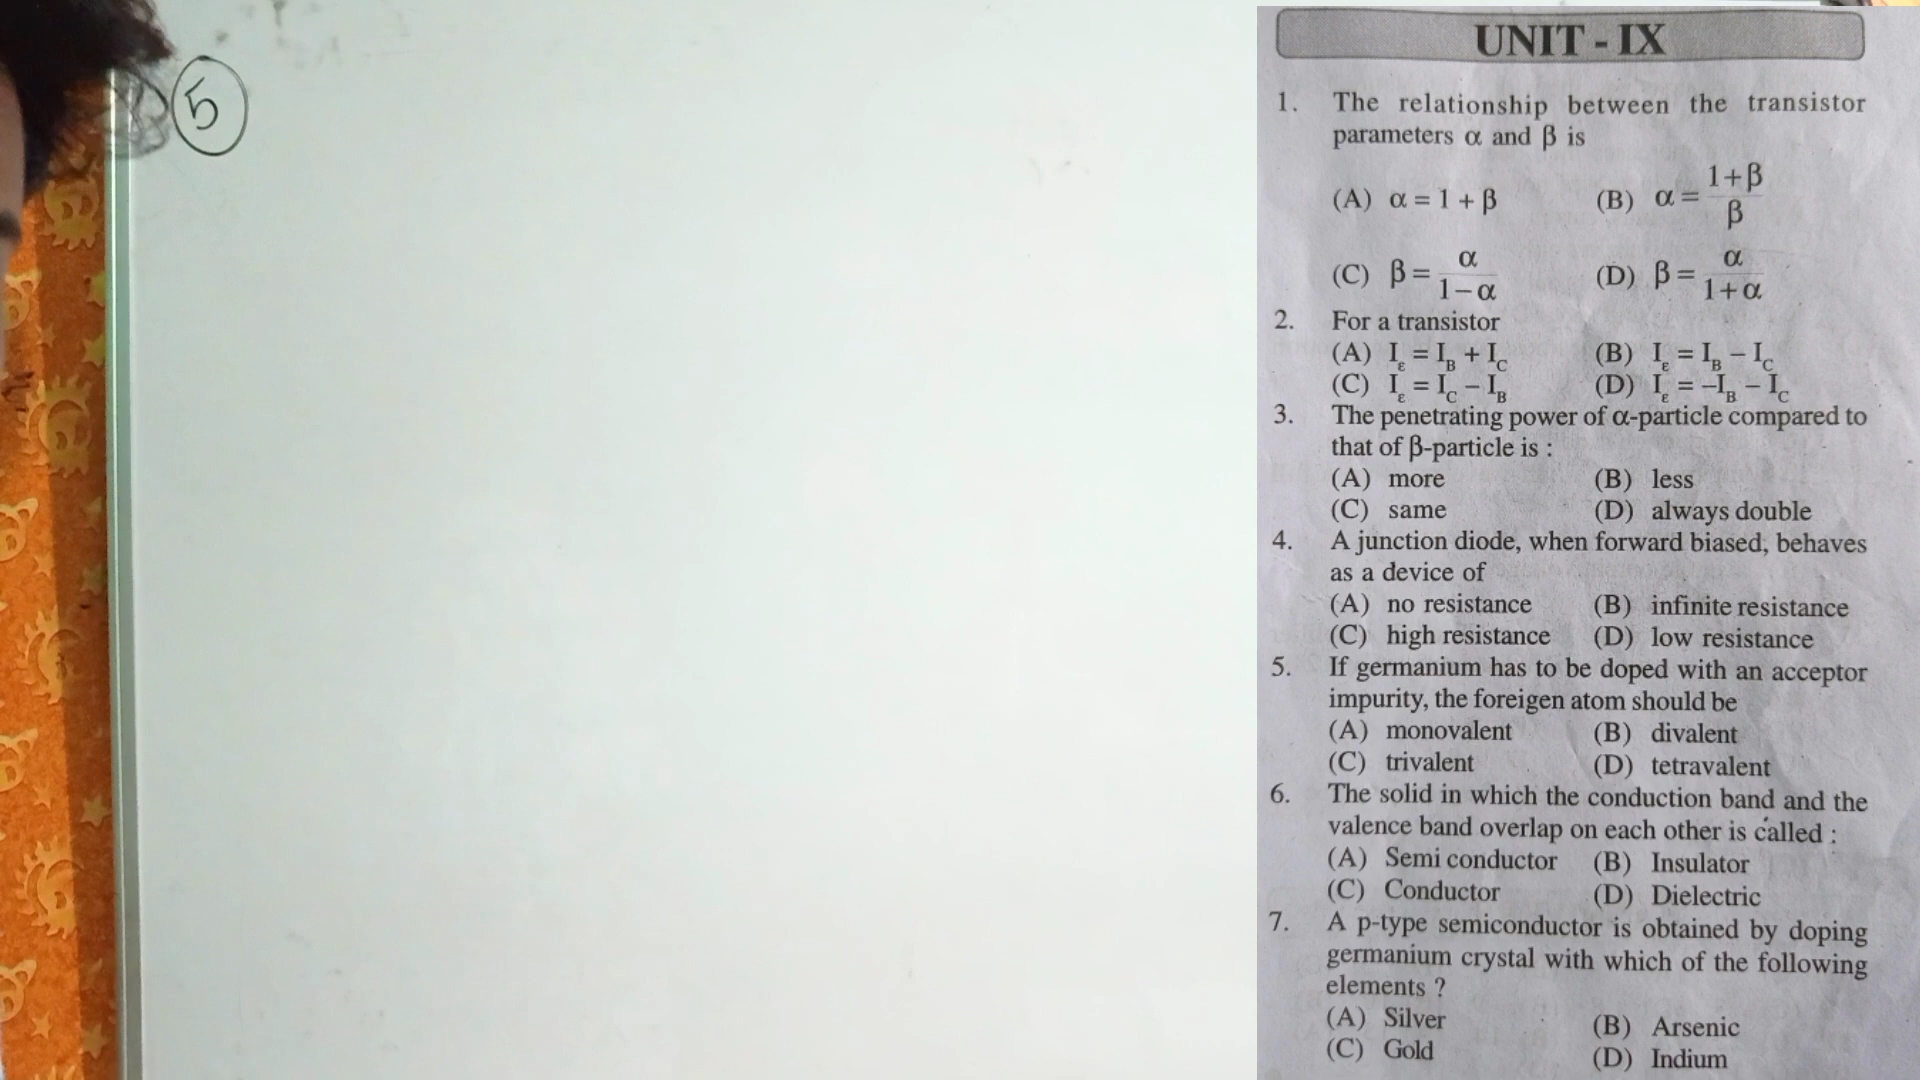 5
UNIT - IX
1. The relationship between the transistor
parameters α and β is
(A) α = 1 + β (B) α = (1+β)/β
(C) β = α/(1−α) (D) β = α/(1+α)
2. For a transistor
(A) I_ε = I_B + I_C (B) I_ε = I_B − I_C
(C) I_ε = I_C − I_B (D) I_ε = −I_B − I_C
3. The penetrating power of α-particle compared to
that of β-particle is :
(A) more (B) less
(C) same (D) always double
4. A junction diode, when forward biased, behaves
as a device of
(A) no resistance (B) infinite resistance
(C) high resistance (D) low resistance
5. If germanium has to be doped with an acceptor
impurity, the foreigen atom should be
(A) monovalent (B) divalent
(C) trivalent (D) tetravalent
6. The solid in which the conduction band and the
valence band overlap on each other is called :
(A) Semi conductor (B) Insulator
(C) Conductor (D) Dielectric
7. A p-type semiconductor is obtained by doping
germanium crystal with which of the following
elements ?
(A) Silver (B) Arsenic
(C) Gold (D) Indium